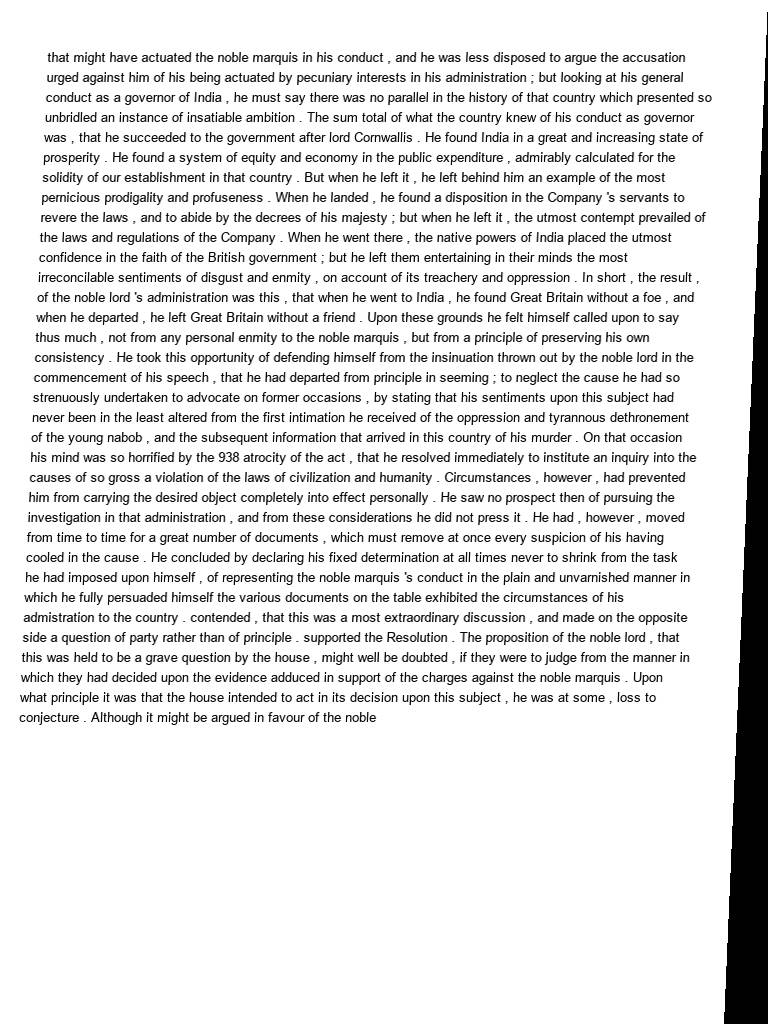 that might have actuated the noble marquis in his conduct , and he was less disposed to argue the accusation
urged against him of his being actuated by pecuniary interests in his administration ; but looking at his general
conduct as a governor of India , he must say there was no parallel in the history of that country which presented so
unbridled an instance of insatiable ambition . The sum total of what the country knew of his conduct as governor
was , that he succeeded to the government after lord Cornwallis . He found India in a great and increasing state of
prosperity . He found a system of equity and economy in the public expenditure , admirably calculated for the
solidity of our establishment in that country . But when he left it , he left behind him an example of the most
pernicious prodigality and profuseness . When he landed , he found a disposition in the Company 's servants to
revere the laws , and to abide by the decrees of his majesty ; but when he left it , the utmost contempt prevailed of
the laws and regulations of the Company . When he went there , the native powers of India placed the utmost
confidence in the faith of the British government ; but he left them entertaining in their minds the most
irreconcilable sentiments of disgust and enmity , on account of its treachery and oppression . In short , the result ,
of the noble lord 's administration was this , that when he went to India , he found Great Britain without a foe , and
when he departed , he left Great Britain without a friend . Upon these grounds he felt himself called upon to say
thus much , not from any personal enmity to the noble marquis , but from a principle of preserving his own
consistency . He took this opportunity of defending himself from the insinuation thrown out by the noble lord in the
commencement of his speech , that he had departed from principle in seeming ; to neglect the cause he had so
strenuously undertaken to advocate on former occasions , by stating that his sentiments upon this subject had
never been in the least altered from the first intimation he received of the oppression and tyrannous dethronement
of the young nabob , and the subsequent information that arrived in this country of his murder . On that occasion
his mind was so horrified by the 938 atrocity of the act , that he resolved immediately to institute an inquiry into the
causes of so gross a violation of the laws of civilization and humanity . Circumstances , however , had prevented
him from carrying the desired object completely into effect personally . He saw no prospect then of pursuing the
investigation in that administration , and from these considerations he did not press it . He had , however , moved
from time to time for a great number of documents , which must remove at once every suspicion of his having
cooled in the cause . He concluded by declaring his fixed determination at all times never to shrink from the task
he had imposed upon himself , of representing the noble marquis 's conduct in the plain and unvarnished manner in
which he fully persuaded himself the various documents on the table exhibited the circumstances of his
admistration to the country . contended , that this was a most extraordinary discussion , and made on the opposite
side a question of party rather than of principle . supported the Resolution . The proposition of the noble lord , that
this was held to be a grave question by the house , might well be doubted , if they were to judge from the manner in
which they had decided upon the evidence adduced in support of the charges against the noble marquis . Upon
what principle it was that the house intended to act in its decision upon this subject , he was at some , loss to
conjecture . Although it might be argued in favour of the noble